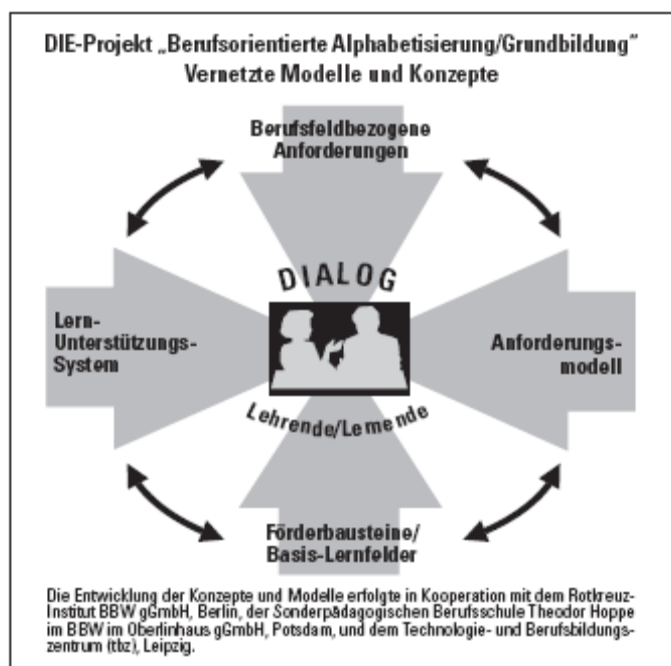 DIE-Projekt „Berufsorientierte Alphabetisierung/Grundbildung“
Vernetzte Modelle und Konzepte
Berufsfeldbezogene
Anforderungen
DIALOG
Lern-
Unterstützungs-
System
Anforderungs-
modell
Lehrende/Lernende
Förderbausteine/
Basis-Lernfelder
Die Entwicklung der Konzepte und Modelle erfolgte in Kooperation mit dem Rotkreuz-
Institut BBW gGmbH, Berlin, der Sonderpädagogischen Berufsschule Theodor Hoppe
im BBW im Oberlinhaus gGmbH, Potsdam, und dem Technologie- und Berufsbildungs-
zentrum (tbz), Leipzig.